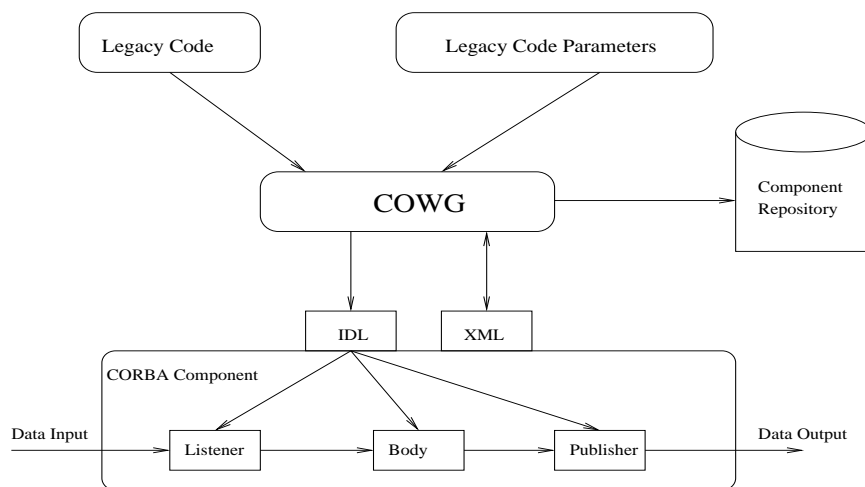 Legacy Code
Legacy Code Parameters
COWG
Component
Repository
IDL
XML
CORBA Component
Data Input
Listener
Body
Publisher
Data Output